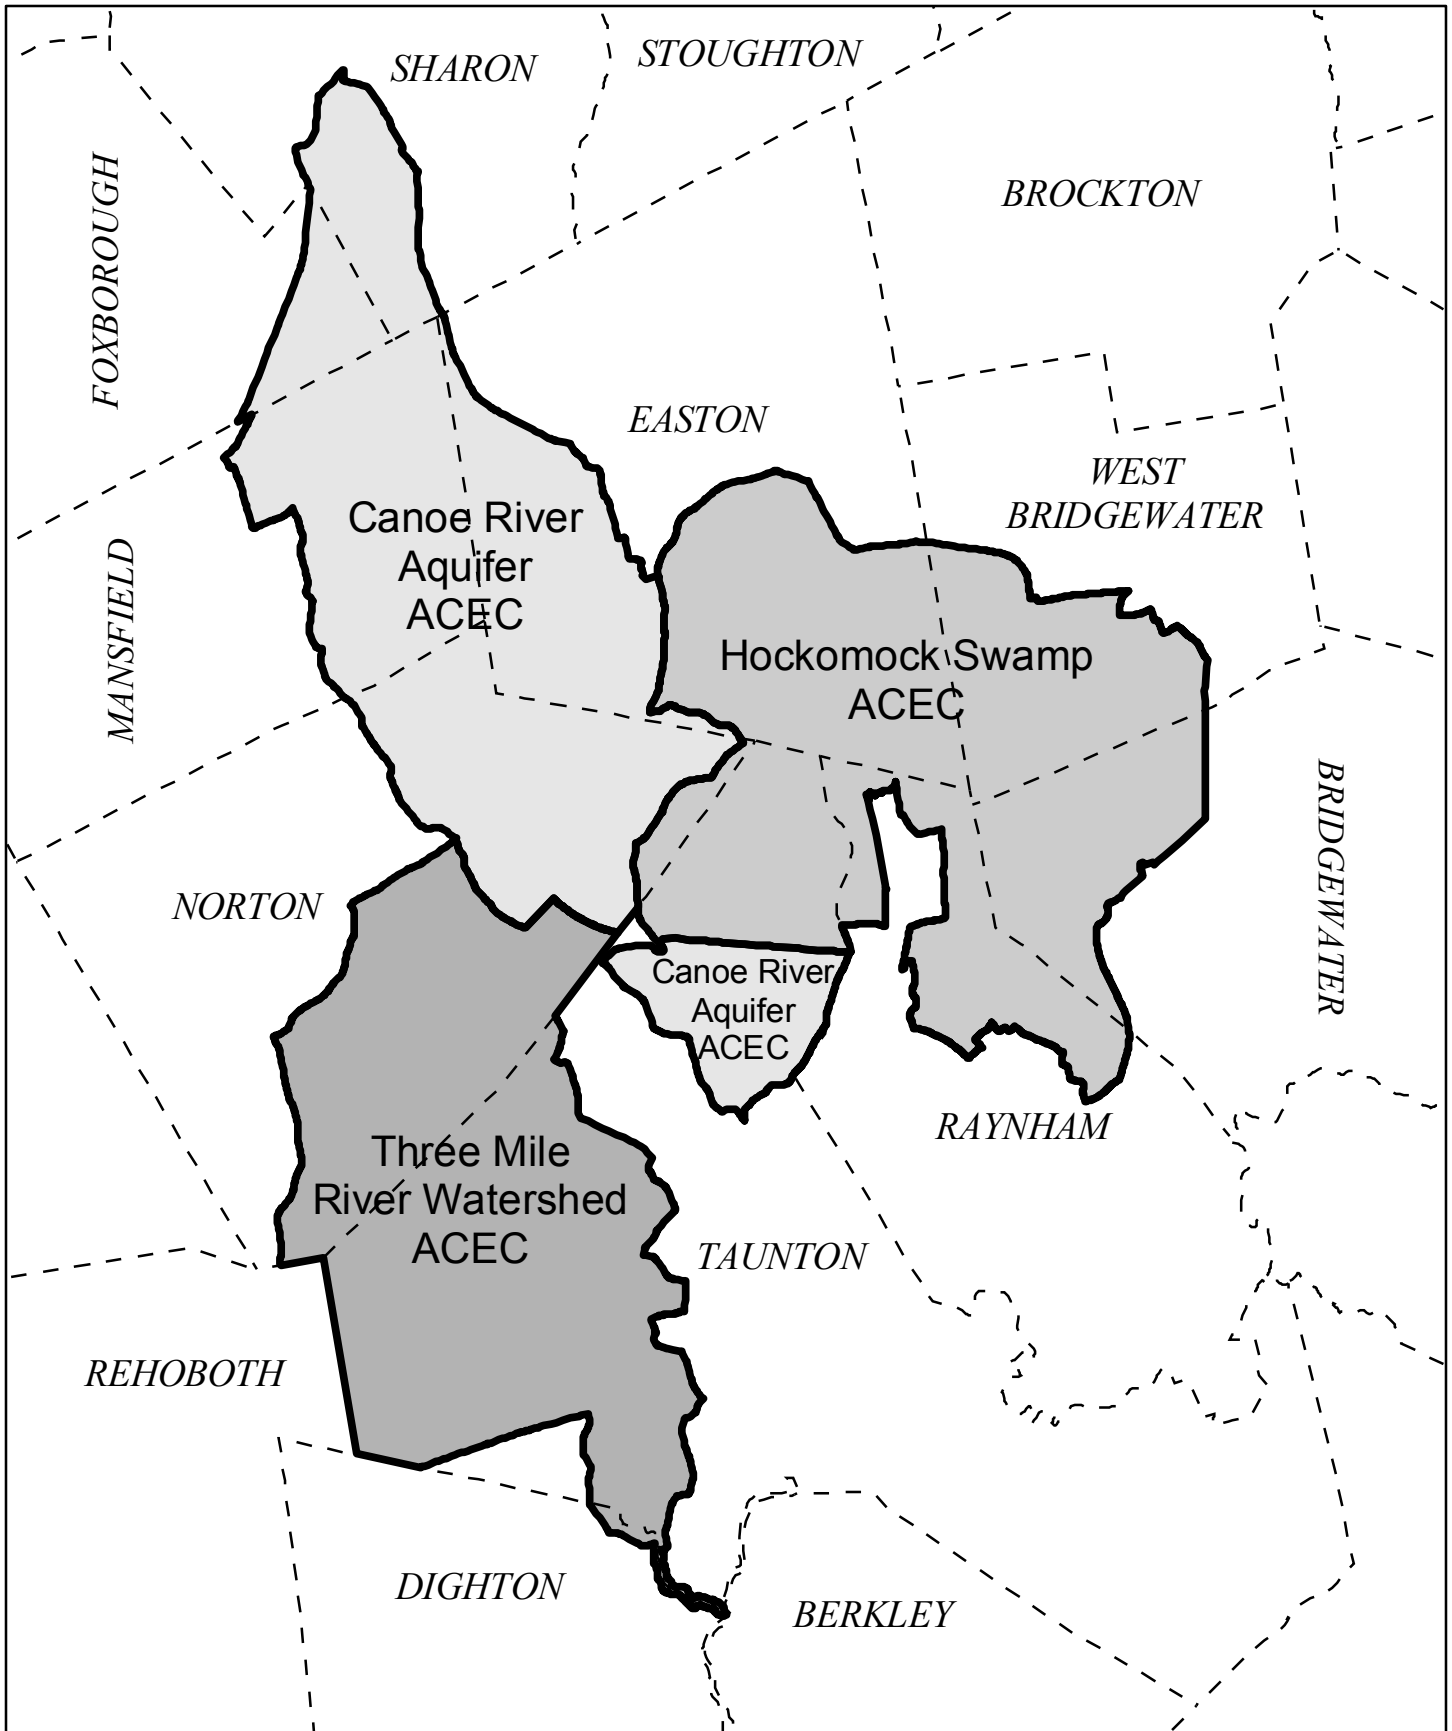 STOUGHTON
SHARON
BROCKTON
FOXBOROUGH
EASTON
WEST
BRIDGEWATER
Canoe River
Aquifer
ACEC
MANSFIELD
Hockomock Swamp
ACEC
BRIDGEWATER
NORTON
Canoe River
Aquifer
ACEC
RAYNHAM
Three Mile
River Watershed
ACEC
TAUNTON
REHOBOTH
DIGHTON
BERKLEY